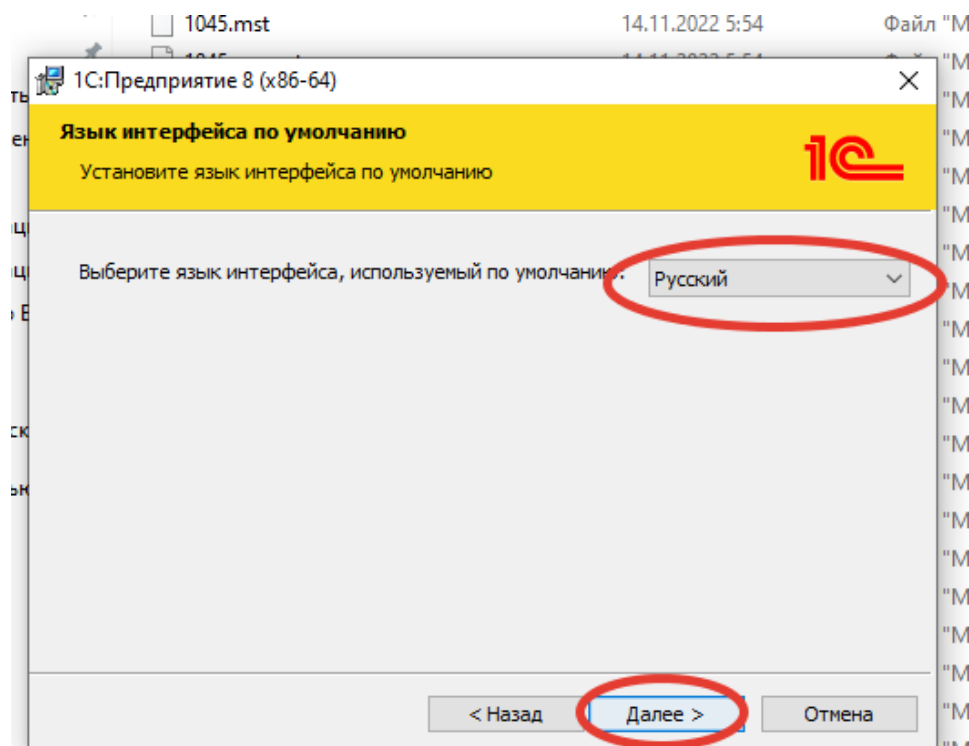 1045.mst 14.11.2022 5:54 Файл "М
1С:Предприятие 8 (x86-64)
Язык интерфейса по умолчанию
Установите язык интерфейса по умолчанию
1С
Выберите язык интерфейса, используемый по умолчанию: Русский
< Назад Далее > Отмена